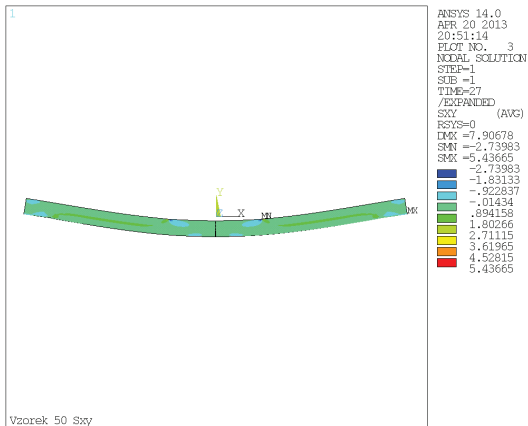 1
ANSYS 14.0
APR 20 2013
20:51:14
PLOT NO. 3
NODAL SOLUTION
STEP=1
SUB =1
TIME=27
/EXPANDED
SXY (AVG)
RSYS=0
DMX =7.90678
SMN =-2.73983
SMX =5.43665
-2.73983
-1.83133
-.922837
-.01434
.894158
1.80266
2.71115
3.61965
4.52815
5.43665
Y
Z X MN
MX
Vzorek 50 Sxy